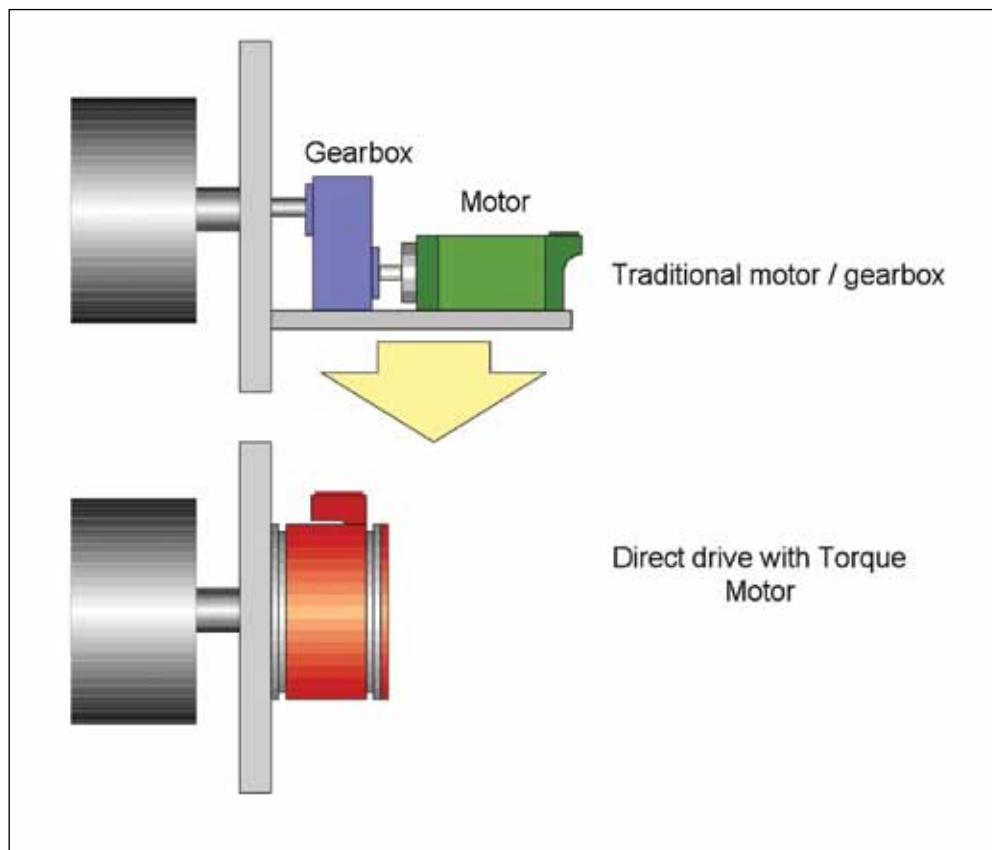 Gearbox
Motor
Traditional motor / gearbox
Direct drive with Torque
Motor